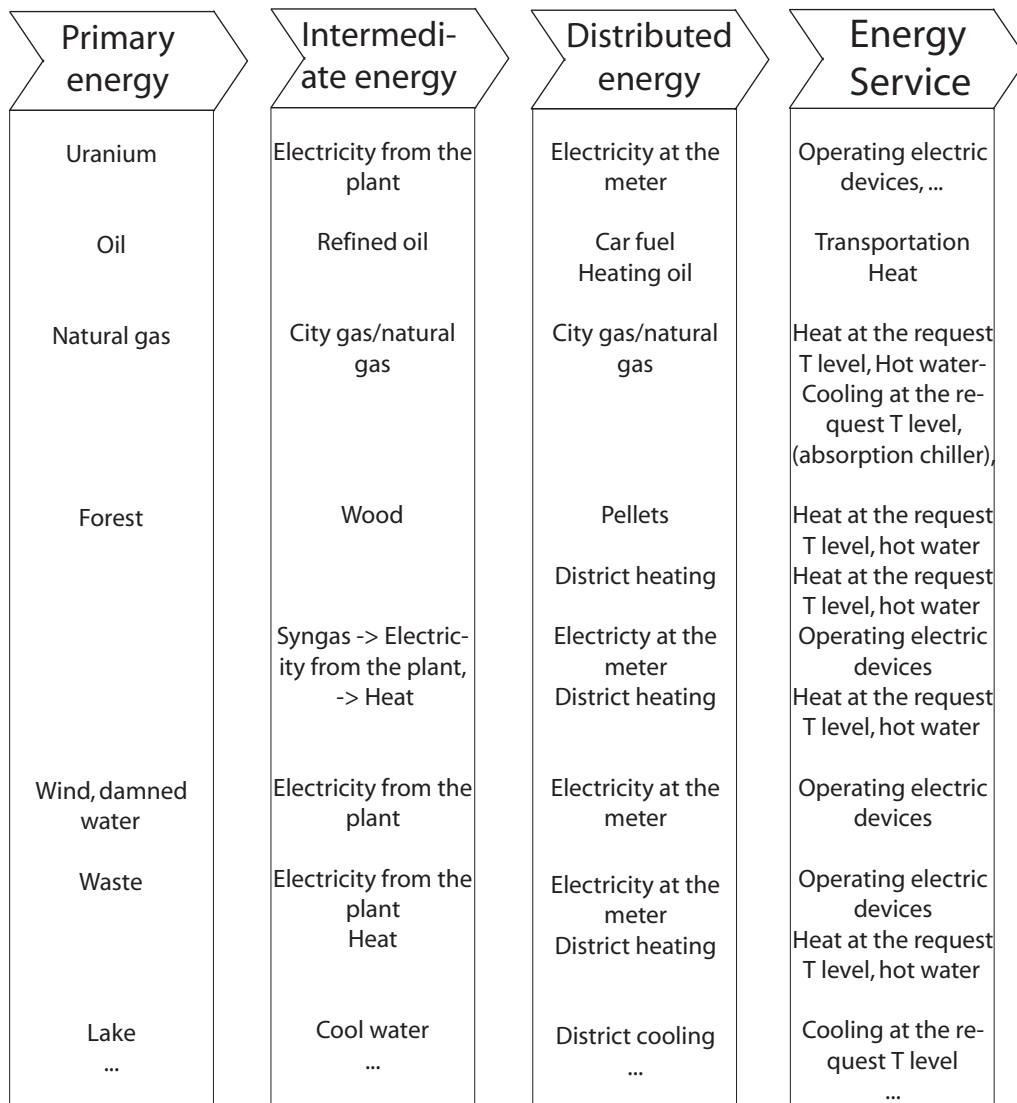 Primary
energy
Intermedi-
ate energy
Distributed
energy
Energy
Service
Uranium
Electricity from the
plant
Electricity at the
meter
Operating electric
devices, ...
Oil
Refined oil
Car fuel
Heating oil
Transportation
Heat
Natural gas
City gas/natural
gas
City gas/natural
gas
Heat at the request
T level, Hot water-
Cooling at the re-
quest T level,
(absorption chiller),
Forest
Wood
Pellets
Heat at the request
T level, hot water
District heating
Heat at the request
T level, hot water
Syngas -> Electric-
ity from the plant,
-> Heat
Electricty at the
meter
District heating
Operating electric
devices
Heat at the request
T level, hot water
Wind, damned
water
Electricity from the
plant
Electricity at the
meter
Operating electric
devices
Waste
Electricity from the
plant
Heat
Electricity at the
meter
District heating
Operating electric
devices
Heat at the request
T level, hot water
Lake
...
Cool water
...
District cooling
...
Cooling at the re-
quest T level
...